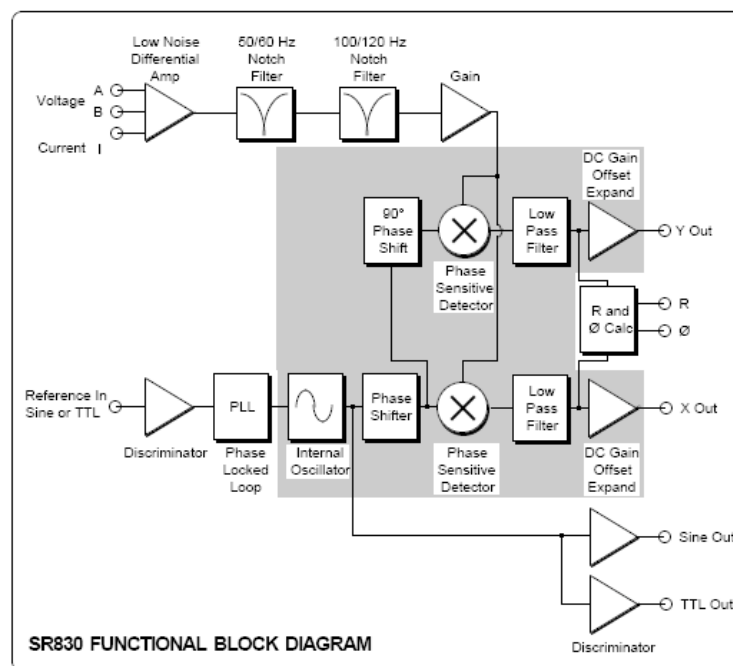 Low Noise
Differential
Amp
50/60 Hz
Notch
Filter
100/120 Hz
Notch
Filter
Gain
Voltage
A
B
Current
I
DC Gain
Offset
Expand
90°
Phase
Shift
Low
Pass
Filter
Y Out
Phase
Sensitive
Detector
R and
Ø Calc
R
Ø
Reference In
Sine or TTL
PLL
Phase
Shifter
Low
Pass
Filter
X Out
Discriminator
Phase
Locked
Loop
Internal
Oscillator
Phase
Sensitive
Detector
DC Gain
Offset
Expand
Sine Out
TTL Out
Discriminator
SR830 FUNCTIONAL BLOCK DIAGRAM